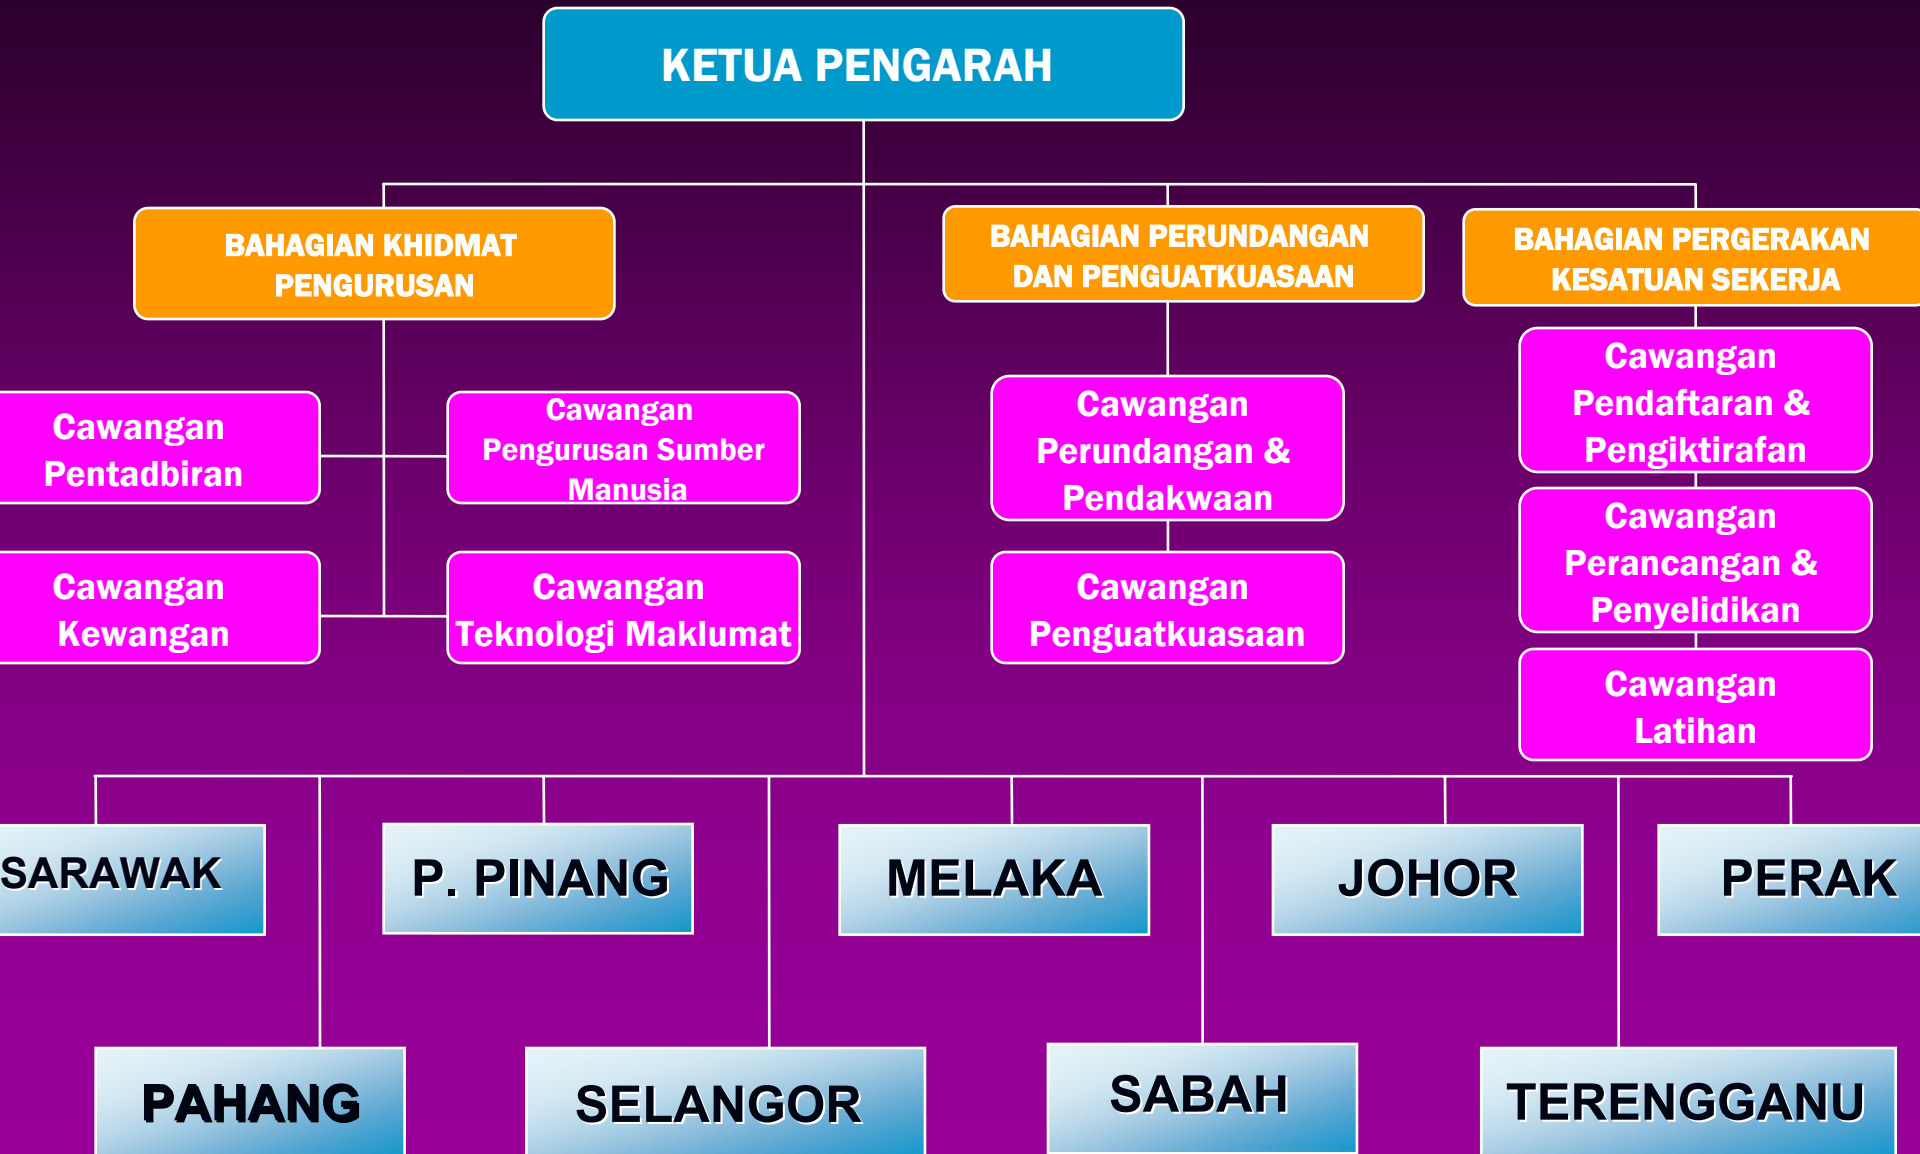 KETUA PENGARAH
BAHAGIAN KHIDMAT
PENGURUSAN
BAHAGIAN PERUNDANGAN
DAN PENGUATKUASAAN
BAHAGIAN PERGERAKAN
KESATUAN SEKERJA
Cawangan
Pentadbiran
Cawangan
Pengurusan Sumber
Manusia
Cawangan
Kewangan
Cawangan
Teknologi Maklumat
Cawangan
Perundangan &
Pendakwaan
Cawangan
Penguatkuasaan
Cawangan
Pendaftaran &
Pengiktirafan
Cawangan
Perancangan &
Penyelidikan
Cawangan
Latihan
SARAWAK
P. PINANG
MELAKA
JOHOR
PERAK
PAHANG
SELANGOR
SABAH
TERENGGANU